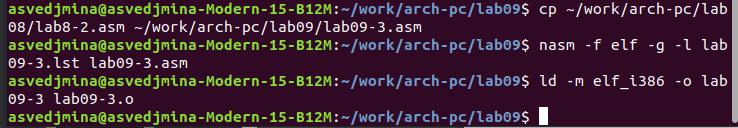 asvedjmina@asvedjmina-Modern-15-B12M:~/work/arch-pc/lab09$ cp ~/work/arch-pc/lab
08/lab8-2.asm ~/work/arch-pc/lab09/lab09-3.asm
asvedjmina@asvedjmina-Modern-15-B12M:~/work/arch-pc/lab09$ nasm -f elf -g -l lab
09-3.lst lab09-3.asm
asvedjmina@asvedjmina-Modern-15-B12M:~/work/arch-pc/lab09$ ld -m elf_i386 -o lab
09-3 lab09-3.o
asvedjmina@asvedjmina-Modern-15-B12M:~/work/arch-pc/lab09$